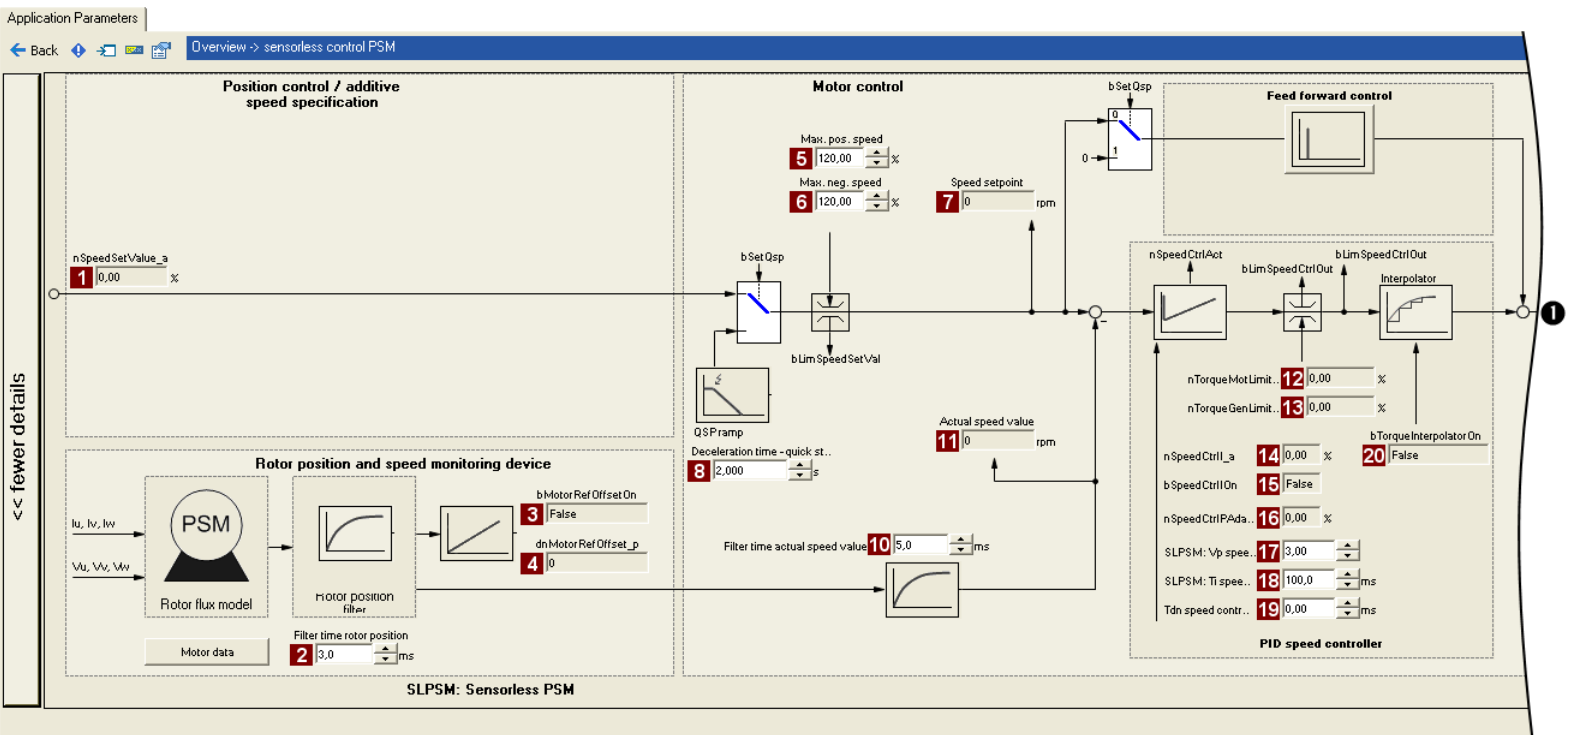 Application Parameters
Back
Overview -> sensorless control PSM
<< fewer details
Position control / additive
speed specification
nSpeedSetValue_a
1 0,00 %
Motor control
Max. pos. speed
5 120,00 %
Max. neg. speed
6 120,00 %
Speed setpoint
7 0 rpm
bSetQsp
0
0 1
Feed forward control
bSetQsp
bLimSpeedSetVal
QSP ramp
Deceleration time - quick st..
8 2,000 s
Actual speed value
11 0 rpm
Filter time actual speed value 10 5,0 ms
nSpeedCtrlAct
bLimSpeedCtrlOut
bLimSpeedCtrlOut
Interpolator
1
nTorqueMotLimit.. 12 0,00 %
nTorqueGenLimit.. 13 0,00 %
bTorqueInterpolatorOn
20 False
nSpeedCtrlI_a 14 0,00 %
bSpeedCtrlIOn 15 False
nSpeedCtrlPAda.. 16 0,00 %
SLPSM: Vp spee.. 17 3,00
SLPSM: Ti spee.. 18 100,0 ms
Tdn speed contr.. 19 0,00 ms
PID speed controller
Rotor position and speed monitoring device
Iu, Iv, Iw
Vu, Vv, Vw
PSM
Rotor flux model
Rotor position
filter
bMotorRefOffsetOn
3 False
dnMotorRefOffset_p
4 0
Motor data
Filter time rotor position
2 3,0 ms
SLPSM: Sensorless PSM